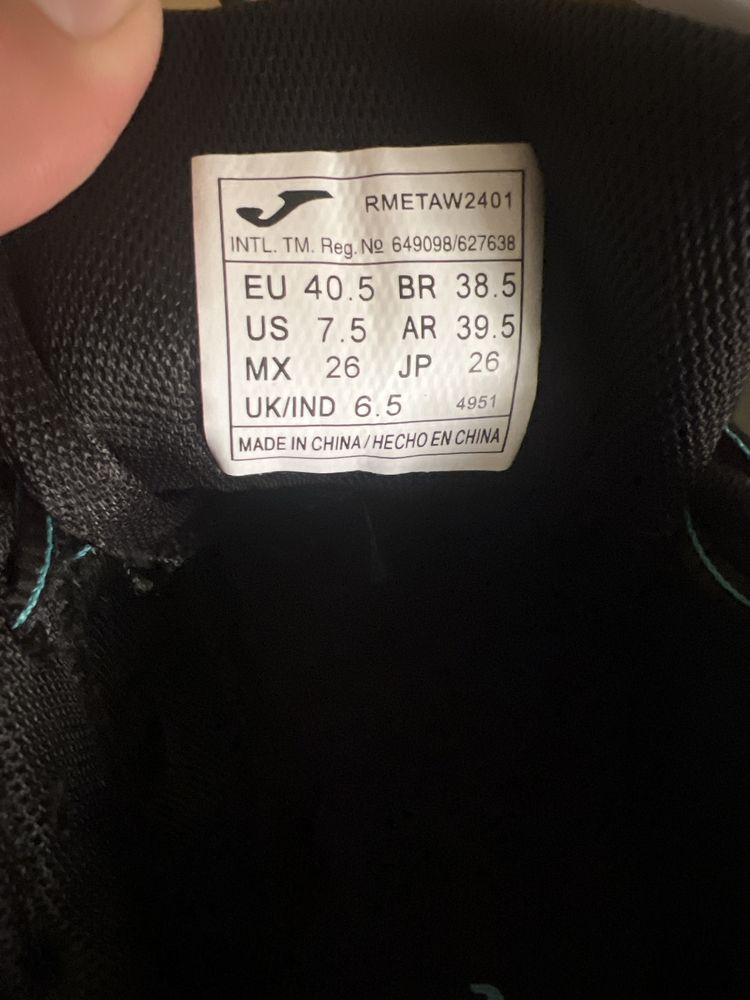 RMETAW2401
INTL. TM. Reg. Nº 649098/627638
EU 40.5 BR 38.5
US 7.5 AR 39.5
MX 26 JP 26
UK/IND 6.5 4951
MADE IN CHINA/HECHO EN CHINA